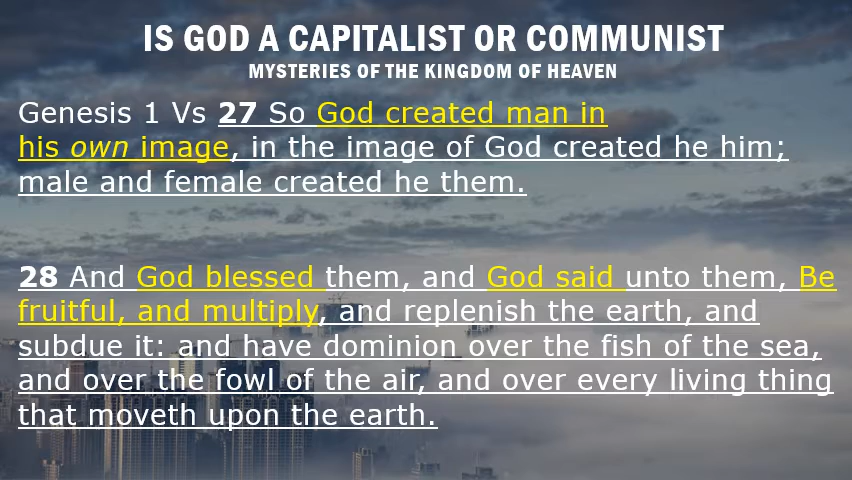 IS GOD A CAPITALIST OR COMMUNIST
MYSTERIES OF THE KINGDOM OF HEAVEN
Genesis 1 Vs 27 So God created man in
his own image, in the image of God created he him;
male and female created he them.
28 And God blessed them, and God said unto them, Be
fruitful, and multiply, and replenish the earth, and
subdue it: and have dominion over the fish of the sea,
and over the fowl of the air, and over every living thing
that moveth upon the earth.